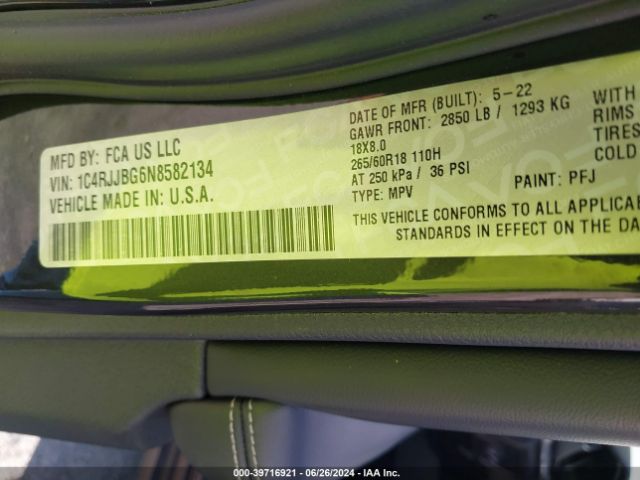 MFD BY: FCA US LLC
VIN: 1C4RJJBG6N8582134
VEHICLE MADE IN: U.S.A.
DATE OF MFR (BUILT): 5-22
GAWR FRONT: 2850 LB / 1293 KG
18X8.0
265/60R18 110H
AT 250 kPa / 36 PSI
TYPE: MPV
PAINT: PFJ
THIS VEHICLE CONFORMS TO ALL APPLICAB
STANDARDS IN EFFECT ON THE DA
WITH
RIMS
TIRES
COLD
000-39716921 / 06/26/2024 - IAA Inc.